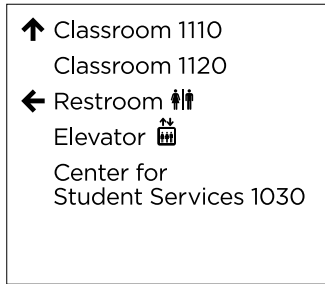 Classroom 1110
Classroom 1120
Restroom
Elevator
Center for
Student Services 1030